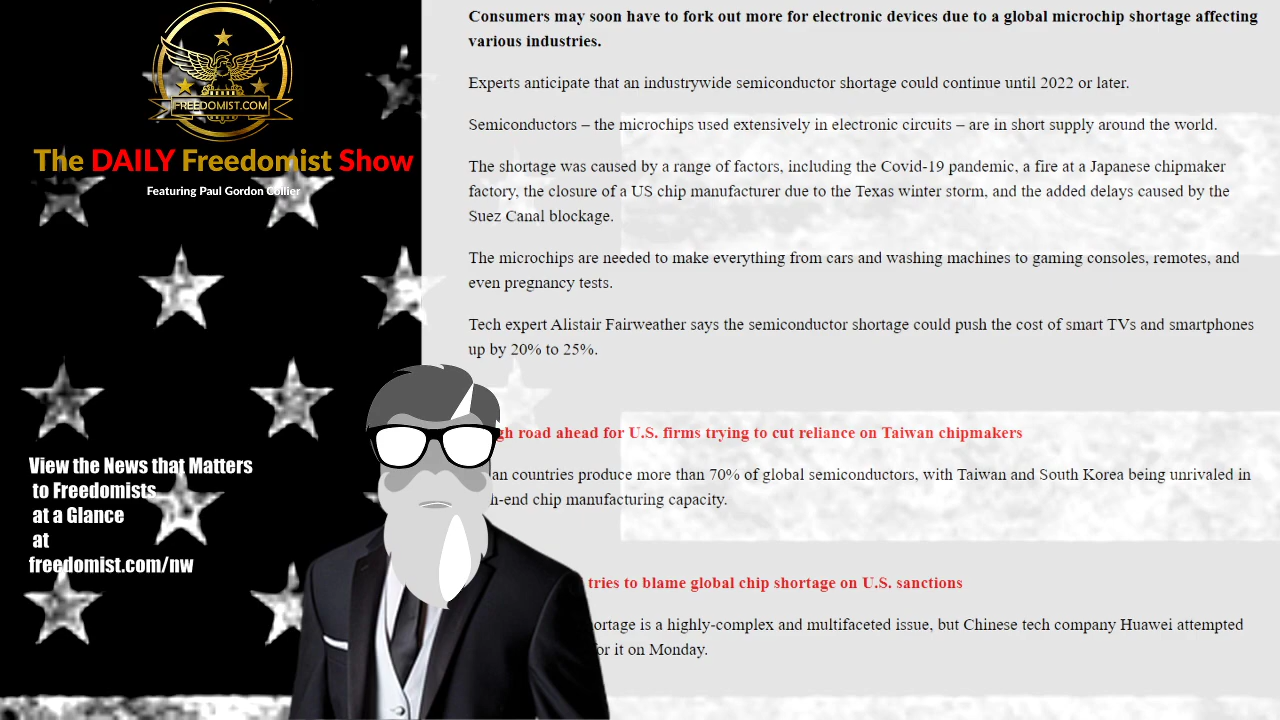 FREEDOMIST.COM
The DAILY Freedomist Show
Featuring Paul Gordon Collier
View the News that Matters
to Freedomists
at a Glance
at
freedomist.com/nw
Consumers may soon have to fork out more for electronic devices due to a global microchip shortage affecting
various industries.
Experts anticipate that an industrywide semiconductor shortage could continue until 2022 or later.
Semiconductors – the microchips used extensively in electronic circuits – are in short supply around the world.
The shortage was caused by a range of factors, including the Covid-19 pandemic, a fire at a Japanese chipmaker
factory, the closure of a US chip manufacturer due to the Texas winter storm, and the added delays caused by the
Suez Canal blockage.
The microchips are needed to make everything from cars and washing machines to gaming consoles, remotes, and
even pregnancy tests.
Tech expert Alistair Fairweather says the semiconductor shortage could push the cost of smart TVs and smartphones
up by 20% to 25%.
road ahead for U.S. firms trying to cut reliance on Taiwan chipmakers
countries produce more than 70% of global semiconductors, with Taiwan and South Korea being unrivaled in
chip manufacturing capacity.
tries to blame global chip shortage on U.S. sanctions
is a highly-complex and multifaceted issue, but Chinese tech company Huawei attempted
for it on Monday.